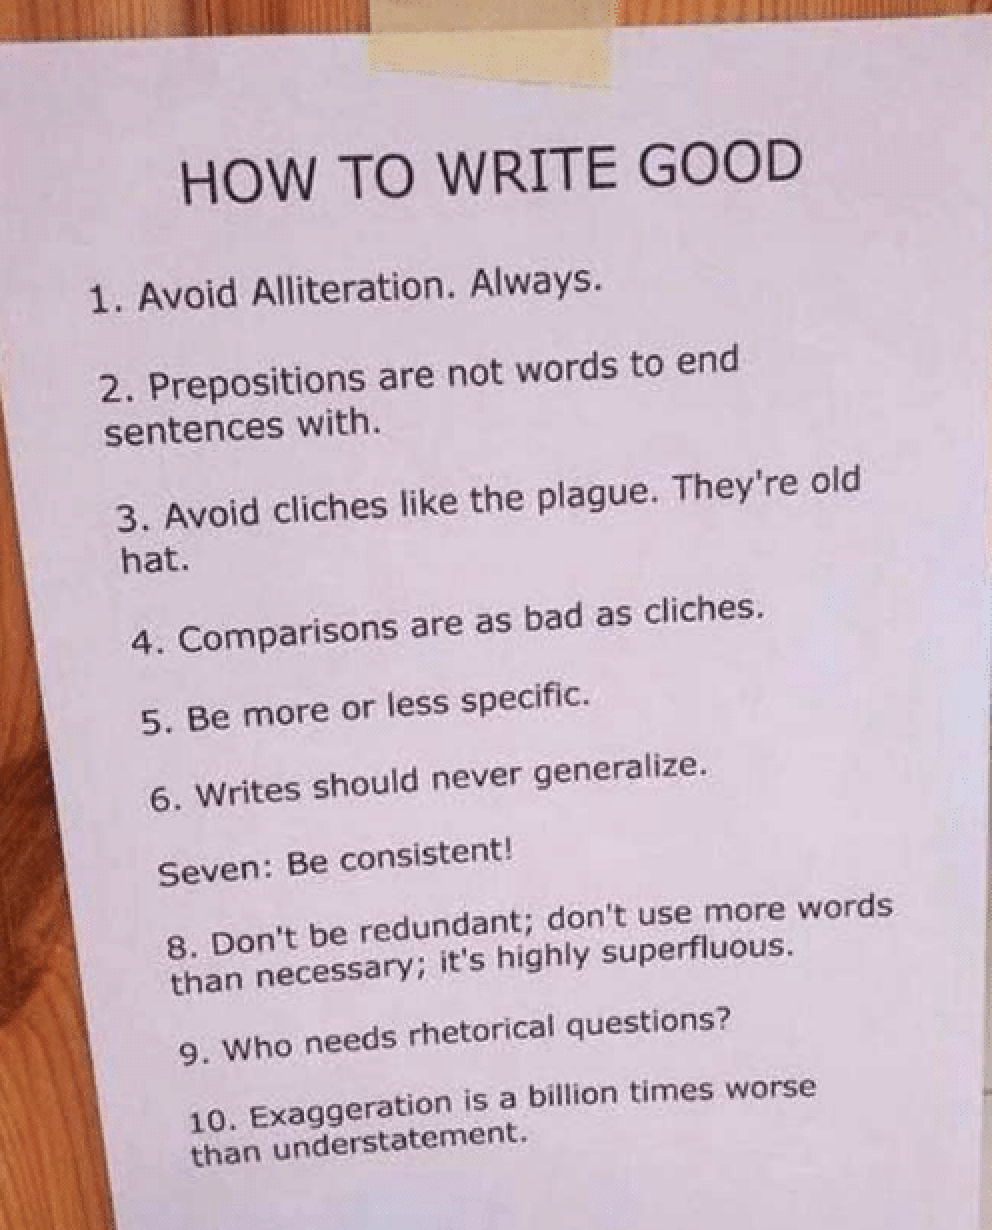 HOW TO WRITE GOOD
1. Avoid Alliteration. Always.
2. Prepositions are not words to end
sentences with.
3. Avoid cliches like the plague. They're old
hat.
4. Comparisons are as bad as cliches.
5. Be more or less specific.
6. Writes should never generalize.
Seven: Be consistent!
8. Don't be redundant; don't use more words
than necessary; it's highly superfluous.
9. Who needs rhetorical questions?
10. Exaggeration is a billion times worse
than understatement.